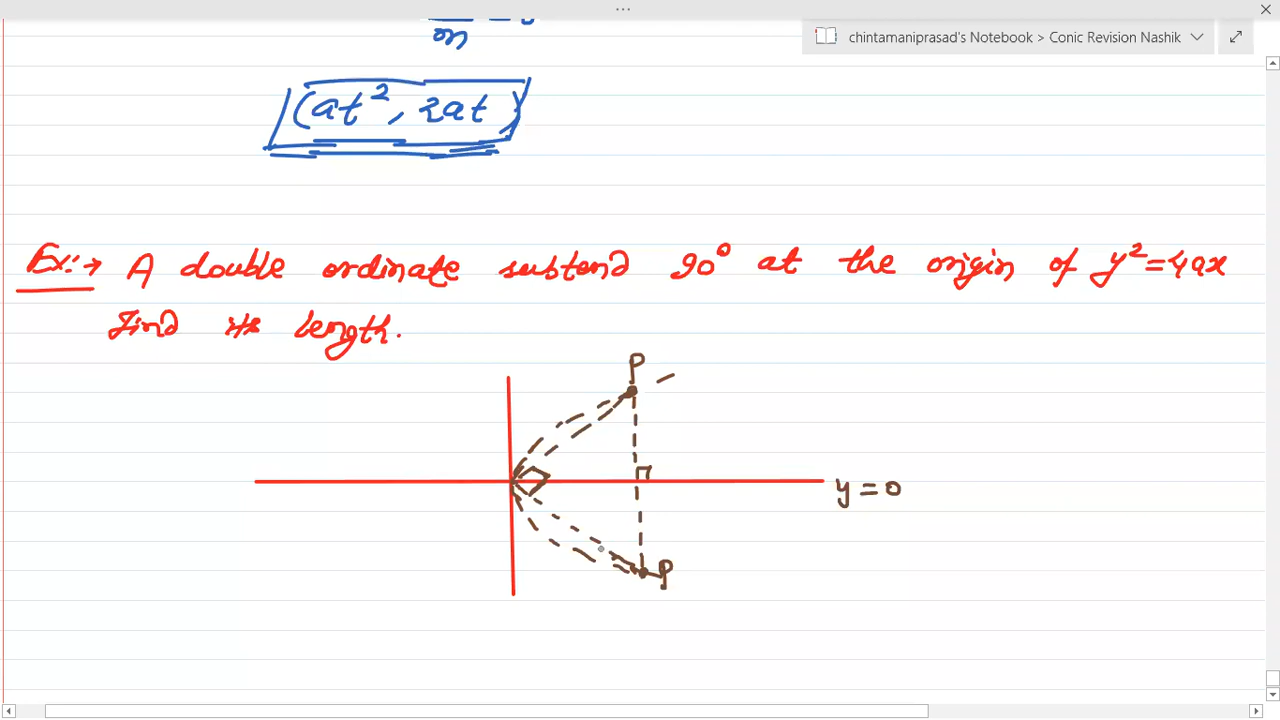 ...
chintamaniprasad's Notebook > Conic Revision Nashik
on
(at², 2at)
Ex:→ A double ordinate subtend 90° at the origin of y²=4ax
Find its length.
P
y=0
P